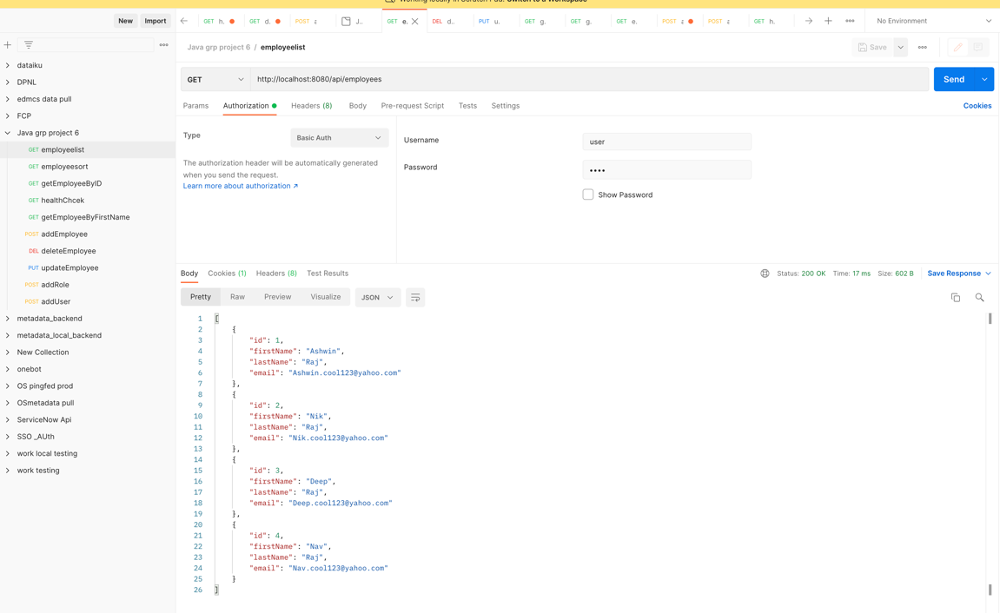 Working locally in Scratch Pad. Switch to a Workspace
New Import
GET h. GET d. POST a J.. GET e. DEL d.. PUT u. GET g. GET g. GET e. POST a POST a GET h. No Environment
Java grp project 6 / employeelist Save
GET http://localhost:8080/api/employees Send
Params Authorization Headers (8) Body Pre-request Script Tests Settings Cookies
dataiku
DPNL
edmcs data pull
FCP
Java grp project 6
GET employeelist
GET employeesort
GET getEmployeeByID
GET healthChcek
GET getEmployeeByFirstName
POST addEmployee
DEL deleteEmployee
PUT updateEmployee
POST addRole
POST addUser
metadata_backend
metadata_local_backend
New Collection
onebot
OS pingfed prod
OSmetadata pull
ServiceNow Api
SSO _AUth
work local testing
work testing
Type Basic Auth
The authorization header will be automatically generated
when you send the request.
Learn more about authorization ↗
Username user
Password ••••
Show Password
Body Cookies (1) Headers (8) Test Results Status: 200 OK Time: 17 ms Size: 602 B Save Response
Pretty Raw Preview Visualize JSON
1 [
2 {
3 "id": 1,
4 "firstName": "Ashwin",
5 "lastName": "Raj",
6 "email": "Ashwin.cool123@yahoo.com"
7 },
8 {
9 "id": 2,
10 "firstName": "Nik",
11 "lastName": "Raj",
12 "email": "Nik.cool123@yahoo.com"
13 },
14 {
15 "id": 3,
16 "firstName": "Deep",
17 "lastName": "Raj",
18 "email": "Deep.cool123@yahoo.com"
19 },
20 {
21 "id": 4,
22 "firstName": "Nav",
23 "lastName": "Raj",
24 "email": "Nav.cool123@yahoo.com"
25 }
26 ]